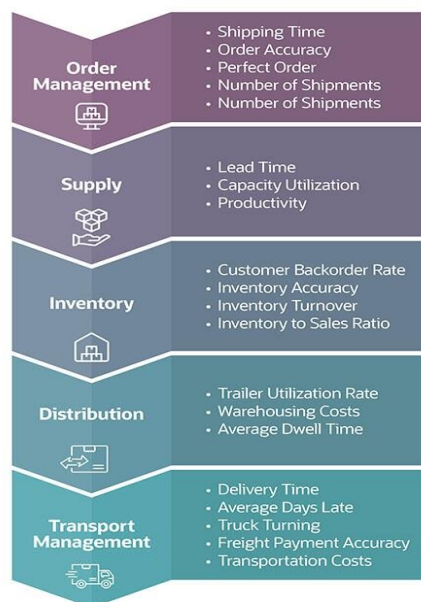 Order
Management
• Shipping Time
• Order Accuracy
• Perfect Order
• Number of Shipments
• Number of Shipments
Supply
• Lead Time
• Capacity Utilization
• Productivity
Inventory
• Customer Backorder Rate
• Inventory Accuracy
• Inventory Turnover
• Inventory to Sales Ratio
Distribution
• Trailer Utilization Rate
• Warehousing Costs
• Average Dwell Time
Transport
Management
• Delivery Time
• Average Days Late
• Truck Turning
• Freight Payment Accuracy
• Transportation Costs